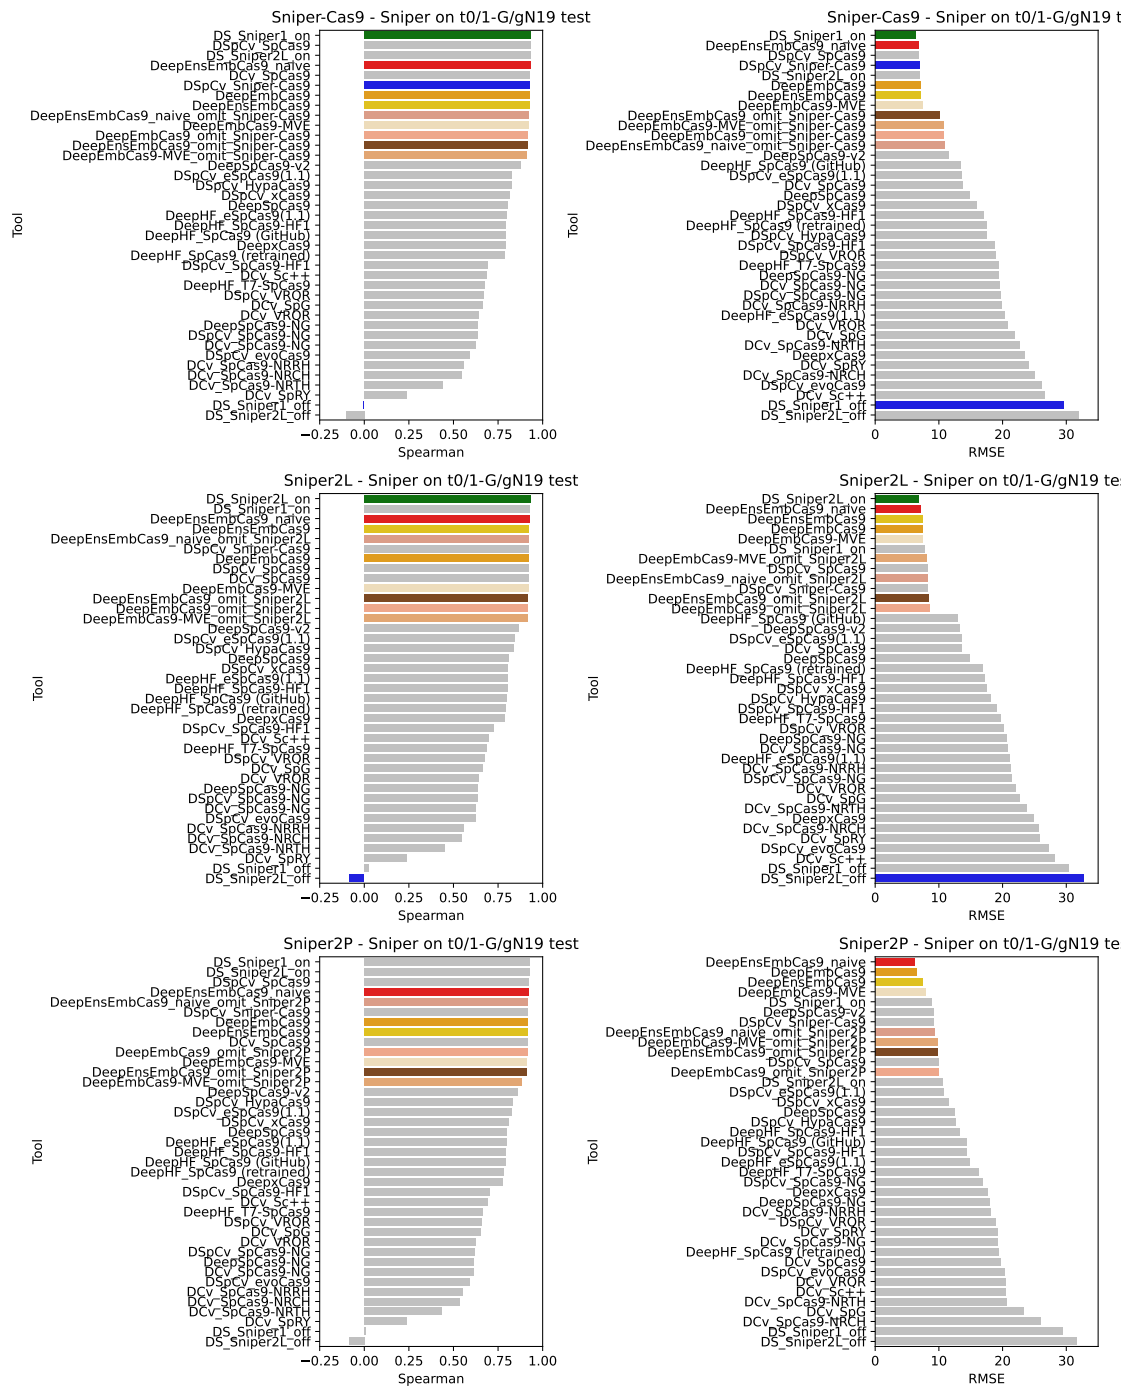 Sniper-Cas9 - Sniper on t0/1-G/gN19 test
DS_Sniper1_on
DSpCv_SpCas9
DS_Sniper2L_on
DeepEnsEmbCas9_naive
DCv_SpCas9
DSpCv_Sniper-Cas9
DeepEmbCas9
DeepEnsEmbCas9
DeepEnsEmbCas9_naive_omit_Sniper-Cas9
DeepEmbCas9-MVE
DeepEmbCas9_omit_Sniper-Cas9
DeepEnsEmbCas9_omit_Sniper-Cas9
DeepEmbCas9-MVE_omit_Sniper-Cas9
DeepSpCas9-v2
DSpCv_eSpCas9(1.1)
DSpCv_HypaCas9
DSpCv_xCas9
DeepSpCas9
DeepHF_eSpCas9(1.1)
DeepHF_SpCas9-HF1
DeepHF_SpCas9 (GitHub)
DeepxCas9
DeepHF_SpCas9 (retrained)
DSpCv_SpCas9-HF1
DCv_Sc++
DeepHF_T7-SpCas9
DSpCv_VRQR
DCv_SpG
DCv_VRQR
DeepSpCas9-NG
DSpCv_SpCas9-NG
DCv_SpCas9-NG
DSpCv_evoCas9
DCv_SpCas9-NRRH
DCv_SpCas9-NRCH
DCv_SpCas9-NRTH
DCv_SpRY
DS_Sniper1_off
DS_Sniper2L_off
Tool
−0.25 0.00 0.25 0.50 0.75 1.00
Spearman
Sniper-Cas9 - Sniper on t0/1-G/gN19 t
DS_Sniper1_on
DeepEnsEmbCas9_naive
DSpCv_SpCas9
DSpCv_Sniper-Cas9
DS_Sniper2L_on
DeepEmbCas9
DeepEnsEmbCas9
DeepEmbCas9-MVE
DeepEnsEmbCas9_omit_Sniper-Cas9
DeepEmbCas9-MVE_omit_Sniper-Cas9
DeepEmbCas9_omit_Sniper-Cas9
DeepEnsEmbCas9_naive_omit_Sniper-Cas9
DeepSpCas9-v2
DeepHF_SpCas9 (GitHub)
DSpCv_eSpCas9(1.1)
DCv_SpCas9
DeepSpCas9
DSpCv_xCas9
DeepHF_SpCas9-HF1
DeepHF_SpCas9 (retrained)
DSpCv_HypaCas9
DSpCv_SpCas9-HF1
DSpCv_VRQR
DeepHF_T7-SpCas9
DeepSpCas9-NG
DCv_SpCas9-NG
DSpCv_SpCas9-NG
DCv_SpCas9-NRRH
DeepHF_eSpCas9(1.1)
DCv_VRQR
DCv_SpG
DCv_SpCas9-NRTH
DeepxCas9
DCv_SpRY
DCv_SpCas9-NRCH
DSpCv_evoCas9
DCv_Sc++
DS_Sniper1_off
DS_Sniper2L_off
Tool
0 10 20 30
RMSE
Sniper2L - Sniper on t0/1-G/gN19 test
DS_Sniper2L_on
DS_Sniper1_on
DeepEnsEmbCas9_naive
DeepEnsEmbCas9
DeepEnsEmbCas9_naive_omit_Sniper2L
DSpCv_Sniper-Cas9
DeepEmbCas9
DSpCv_SpCas9
DCv_SpCas9
DeepEmbCas9-MVE
DeepEnsEmbCas9_omit_Sniper2L
DeepEmbCas9_omit_Sniper2L
DeepEmbCas9-MVE_omit_Sniper2L
DeepSpCas9-v2
DSpCv_eSpCas9(1.1)
DSpCv_HypaCas9
DeepSpCas9
DSpCv_xCas9
DeepHF_eSpCas9(1.1)
DeepHF_SpCas9-HF1
DeepHF_SpCas9 (GitHub)
DeepHF_SpCas9 (retrained)
DeepxCas9
DSpCv_SpCas9-HF1
DCv_Sc++
DeepHF_T7-SpCas9
DSpCv_VRQR
DCv_SpG
DCv_VRQR
DeepSpCas9-NG
DSpCv_SpCas9-NG
DCv_SpCas9-NG
DSpCv_evoCas9
DCv_SpCas9-NRRH
DCv_SpCas9-NRCH
DCv_SpCas9-NRTH
DCv_SpRY
DS_Sniper1_off
DS_Sniper2L_off
Tool
−0.25 0.00 0.25 0.50 0.75 1.00
Spearman
Sniper2L - Sniper on t0/1-G/gN19 tes
DS_Sniper2L_on
DeepEnsEmbCas9_naive
DeepEnsEmbCas9
DeepEmbCas9
DeepEmbCas9-MVE
DS_Sniper1_on
DeepEmbCas9-MVE_omit_Sniper2L
DSpCv_SpCas9
DeepEnsEmbCas9_naive_omit_Sniper2L
DSpCv_Sniper-Cas9
DeepEnsEmbCas9_omit_Sniper2L
DeepEmbCas9_omit_Sniper2L
DeepHF_SpCas9 (GitHub)
DeepSpCas9-v2
DSpCv_eSpCas9(1.1)
DCv_SpCas9
DeepSpCas9
DeepHF_SpCas9 (retrained)
DeepHF_SpCas9-HF1
DSpCv_xCas9
DSpCv_HypaCas9
DSpCv_SpCas9-HF1
DeepHF_T7-SpCas9
DSpCv_VRQR
DeepSpCas9-NG
DCv_SpCas9-NG
DeepHF_eSpCas9(1.1)
DCv_SpCas9-NRRH
DSpCv_SpCas9-NG
DCv_VRQR
DCv_SpG
DCv_SpCas9-NRTH
DeepxCas9
DCv_SpCas9-NRCH
DCv_SpRY
DSpCv_evoCas9
DCv_Sc++
DS_Sniper1_off
DS_Sniper2L_off
Tool
0 10 20 30
RMSE
Sniper2P - Sniper on t0/1-G/gN19 test
DS_Sniper1_on
DS_Sniper2L_on
DSpCv_SpCas9
DeepEnsEmbCas9_naive
DeepEnsEmbCas9_naive_omit_Sniper2P
DSpCv_Sniper-Cas9
DeepEmbCas9
DeepEnsEmbCas9
DCv_SpCas9
DeepEmbCas9_omit_Sniper2P
DeepEmbCas9-MVE
DeepEnsEmbCas9_omit_Sniper2P
DeepEmbCas9-MVE_omit_Sniper2P
DeepSpCas9-v2
DSpCv_HypaCas9
DSpCv_eSpCas9(1.1)
DSpCv_xCas9
DeepSpCas9
DeepHF_eSpCas9(1.1)
DeepHF_SpCas9-HF1
DeepHF_SpCas9 (GitHub)
DeepHF_SpCas9 (retrained)
DeepxCas9
DSpCv_SpCas9-HF1
DCv_Sc++
DeepHF_T7-SpCas9
DSpCv_VRQR
DCv_SpG
DCv_VRQR
DSpCv_SpCas9-NG
DeepSpCas9-NG
DCv_SpCas9-NG
DSpCv_evoCas9
DCv_SpCas9-NRRH
DCv_SpCas9-NRCH
DCv_SpCas9-NRTH
DCv_SpRY
DS_Sniper1_off
DS_Sniper2L_off
Tool
−0.25 0.00 0.25 0.50 0.75 1.00
Spearman
Sniper2P - Sniper on t0/1-G/gN19 tes
DeepEnsEmbCas9_naive
DeepEmbCas9
DeepEnsEmbCas9
DeepEmbCas9-MVE
DS_Sniper1_on
DeepSpCas9-v2
DSpCv_Sniper-Cas9
DeepEnsEmbCas9_naive_omit_Sniper2P
DeepEmbCas9-MVE_omit_Sniper2P
DeepEnsEmbCas9_omit_Sniper2P
DSpCv_SpCas9
DeepEmbCas9_omit_Sniper2P
DS_Sniper2L_on
DSpCv_eSpCas9(1.1)
DSpCv_xCas9
DeepSpCas9
DSpCv_HypaCas9
DeepHF_SpCas9-HF1
DeepHF_SpCas9 (GitHub)
DSpCv_SpCas9-HF1
DeepHF_eSpCas9(1.1)
DeepHF_T7-SpCas9
DSpCv_SpCas9-NG
DeepxCas9
DeepSpCas9-NG
DCv_SpCas9-NRRH
DSpCv_VRQR
DCv_SpRY
DCv_SpCas9-NG
DeepHF_SpCas9 (retrained)
DCv_SpCas9
DSpCv_evoCas9
DCv_VRQR
DCv_Sc++
DCv_SpCas9-NRTH
DCv_SpG
DCv_SpCas9-NRCH
DS_Sniper1_off
DS_Sniper2L_off
Tool
0 10 20 30
RMSE